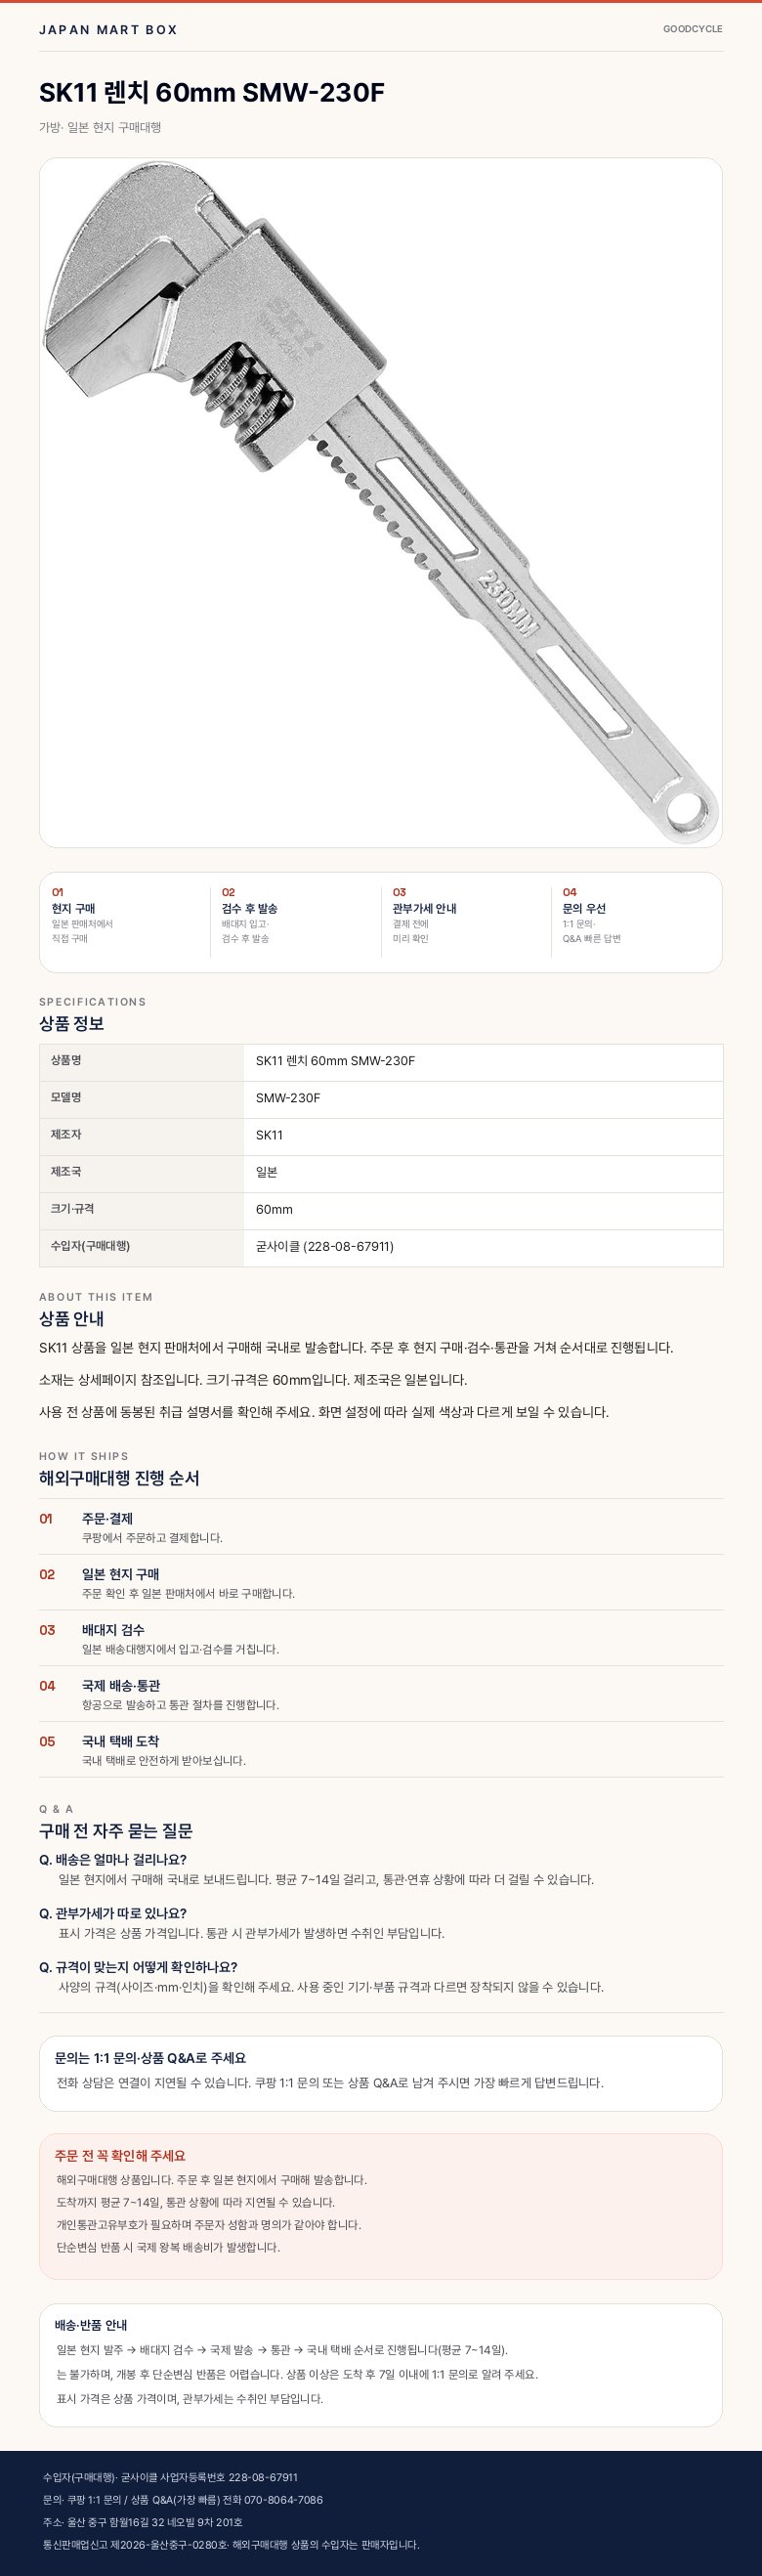 JAPAN MART BOX
GOODCYCLE
SK11 렌치 60mm SMW-230F
가방· 일본 현지 구매대행
SK11
SMW-230F
230MM
01
현지 구매
일본 판매처에서
직접 구매
02
검수 후 발송
배대지 입고·
검수 후 발송
03
관부가세 안내
결제 전에
미리 확인
04
문의 우선
1:1 문의·
Q&A 빠른 답변
SPECIFICATIONS
상품 정보
상품명 SK11 렌치 60mm SMW-230F
모델명 SMW-230F
제조자 SK11
제조국 일본
크기·규격 60mm
수입자(구매대행) 굳사이클 (228-08-67911)
ABOUT THIS ITEM
상품 안내
SK11 상품을 일본 현지 판매처에서 구매해 국내로 발송합니다. 주문 후 현지 구매·검수·통관을 거쳐 순서대로 진행됩니다.
소재는 상세페이지 참조입니다. 크기·규격은 60mm입니다. 제조국은 일본입니다.
사용 전 상품에 동봉된 취급 설명서를 확인해 주세요. 화면 설정에 따라 실제 색상과 다르게 보일 수 있습니다.
HOW IT SHIPS
해외구매대행 진행 순서
01 주문·결제
쿠팡에서 주문하고 결제합니다.
02 일본 현지 구매
주문 확인 후 일본 판매처에서 바로 구매합니다.
03 배대지 검수
일본 배송대행지에서 입고·검수를 거칩니다.
04 국제 배송·통관
항공으로 발송하고 통관 절차를 진행합니다.
05 국내 택배 도착
국내 택배로 안전하게 받아보십니다.
Q & A
구매 전 자주 묻는 질문
Q. 배송은 얼마나 걸리나요?
일본 현지에서 구매해 국내로 보내드립니다. 평균 7~14일 걸리고, 통관·연휴 상황에 따라 더 걸릴 수 있습니다.
Q. 관부가세가 따로 있나요?
표시 가격은 상품 가격입니다. 통관 시 관부가세가 발생하면 수취인 부담입니다.
Q. 규격이 맞는지 어떻게 확인하나요?
사양의 규격(사이즈·mm·인치)을 확인해 주세요. 사용 중인 기기·부품 규격과 다르면 장착되지 않을 수 있습니다.
문의는 1:1 문의·상품 Q&A로 주세요
전화 상담은 연결이 지연될 수 있습니다. 쿠팡 1:1 문의 또는 상품 Q&A로 남겨 주시면 가장 빠르게 답변드립니다.
주문 전 꼭 확인해 주세요
해외구매대행 상품입니다. 주문 후 일본 현지에서 구매해 발송합니다.
도착까지 평균 7~14일, 통관 상황에 따라 지연될 수 있습니다.
개인통관고유부호가 필요하며 주문자 성함과 명의가 같아야 합니다.
단순변심 반품 시 국제 왕복 배송비가 발생합니다.
배송·반품 안내
일본 현지 발주 → 배대지 검수 → 국제 발송 → 통관 → 국내 택배 순서로 진행됩니다(평균 7~14일).
는 불가하며, 개봉 후 단순변심 반품은 어렵습니다. 상품 이상은 도착 후 7일 이내에 1:1 문의로 알려 주세요.
표시 가격은 상품 가격이며, 관부가세는 수취인 부담입니다.
수입자(구매대행)· 굳사이클 사업자등록번호 228-08-67911
문의· 쿠팡 1:1 문의 / 상품 Q&A(가장 빠름) 전화 070-8064-7086
주소· 울산 중구 함월16길 32 네오빌 9차 201호
통신판매업신고 제2026-울산중구-0280호· 해외구매대행 상품의 수입자는 판매자입니다.